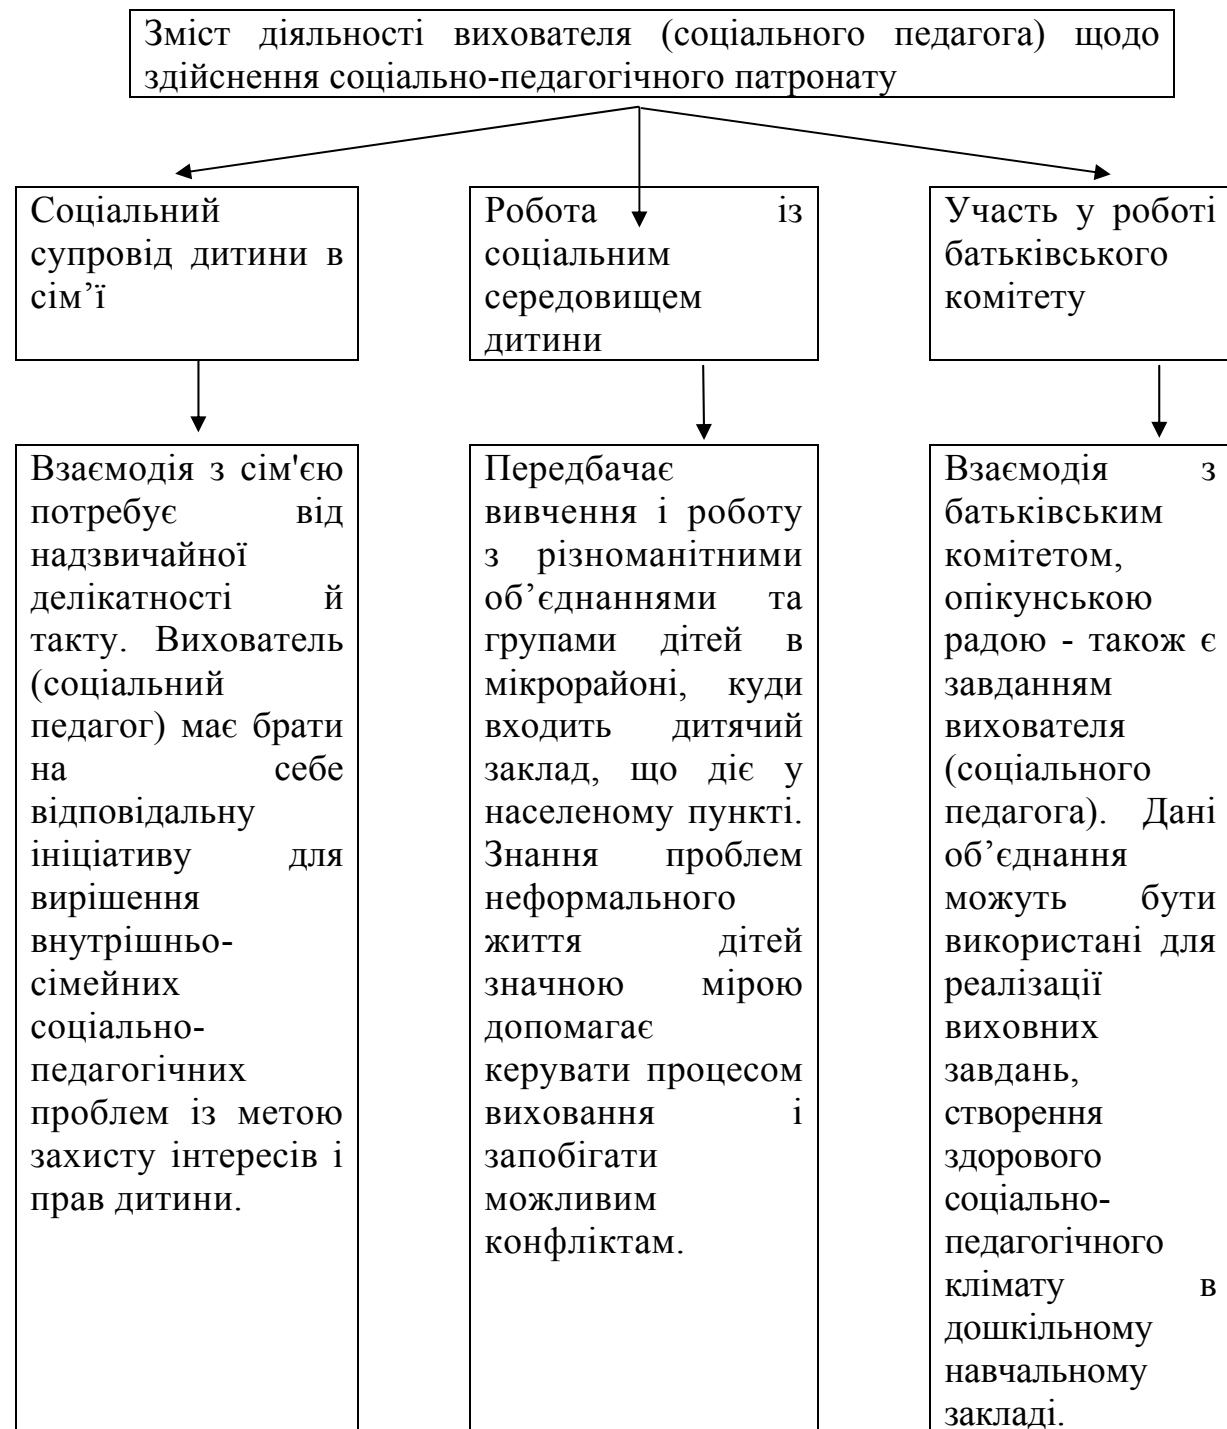 Зміст діяльності вихователя (соціального педагога) щодо
здійснення соціально-педагогічного патронату
Соціальний
супровід дитини в
сім’ї
Робота із
соціальним
середовищем
дитини
Участь у роботі
батьківського
комітету
Взаємодія з сім'єю
потребує від
надзвичайної
делікатності й
такту. Вихователь
(соціальний
педагог) має брати
на себе
відповідальну
ініціативу для
вирішення
внутрішньо-
сімейних
соціально-
педагогічних
проблем із метою
захисту інтересів і
прав дитини.
Передбачає
вивчення і роботу
з різноманітними
об’єднаннями та
групами дітей в
мікрорайоні, куди
входить дитячий
заклад, що діє у
населеному пункті.
Знання проблем
неформального
життя дітей
значною мірою
допомагає
керувати процесом
виховання і
запобігати
можливим
конфліктам.
Взаємодія з
батьківським
комітетом,
опікунською
радою - також є
завданням
вихователя
(соціального
педагога). Дані
об’єднання
можуть бути
використані для
реалізації
виховних
завдань,
створення
здорового
соціально-
педагогічного
клімату в
дошкільному
навчальному
закладі.